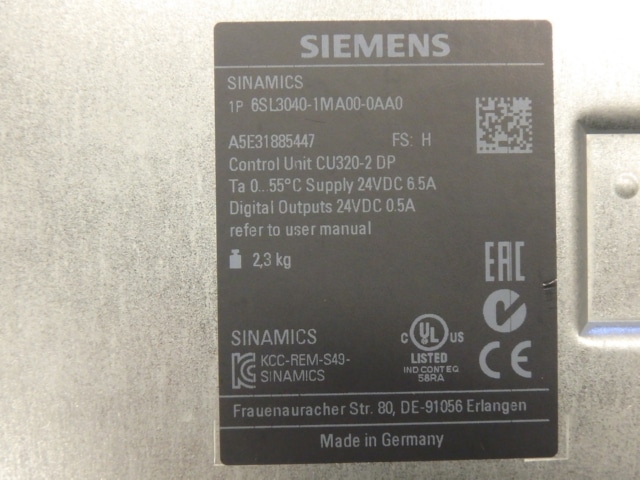 SIEMENS
SINAMICS
1P 6SL3040-1MA00-0AA0
A5E31885447 FS: H
Control Unit CU320-2 DP
Ta 0.. 55°C Supply 24VDC 6.5A
Digital Outputs 24VDC 0.5A
refer to user manual
2,3 kg
EAC
SINAMICS
KCC-REM-S49-
SINAMICS
C UL US
LISTED
IND CONT EQ
58RA
CE
Frauenauracher Str. 80, DE-91056 Erlangen
Made in Germany